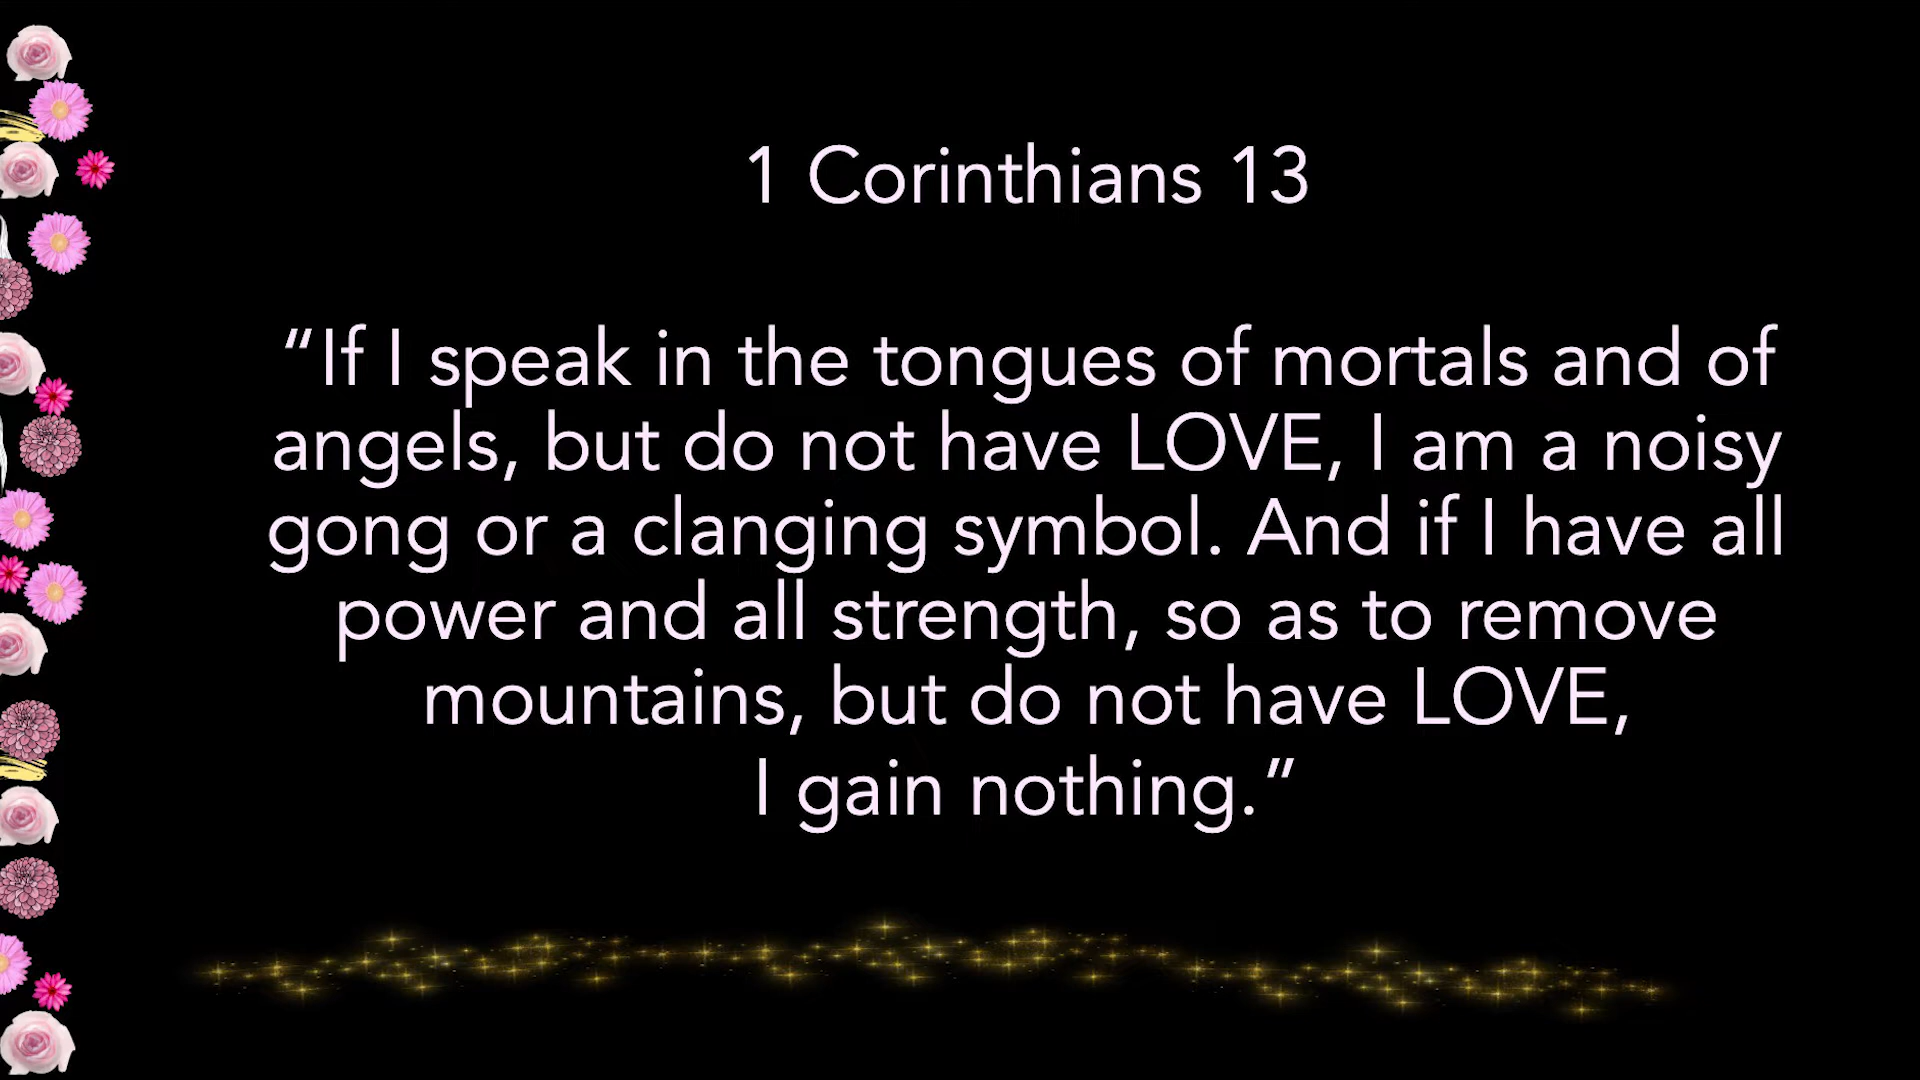 1 Corinthians 13
“If I speak in the tongues of mortals and of
angels, but do not have LOVE, I am a noisy
gong or a clanging symbol. And if I have all
power and all strength, so as to remove
mountains, but do not have LOVE,
I gain nothing.”